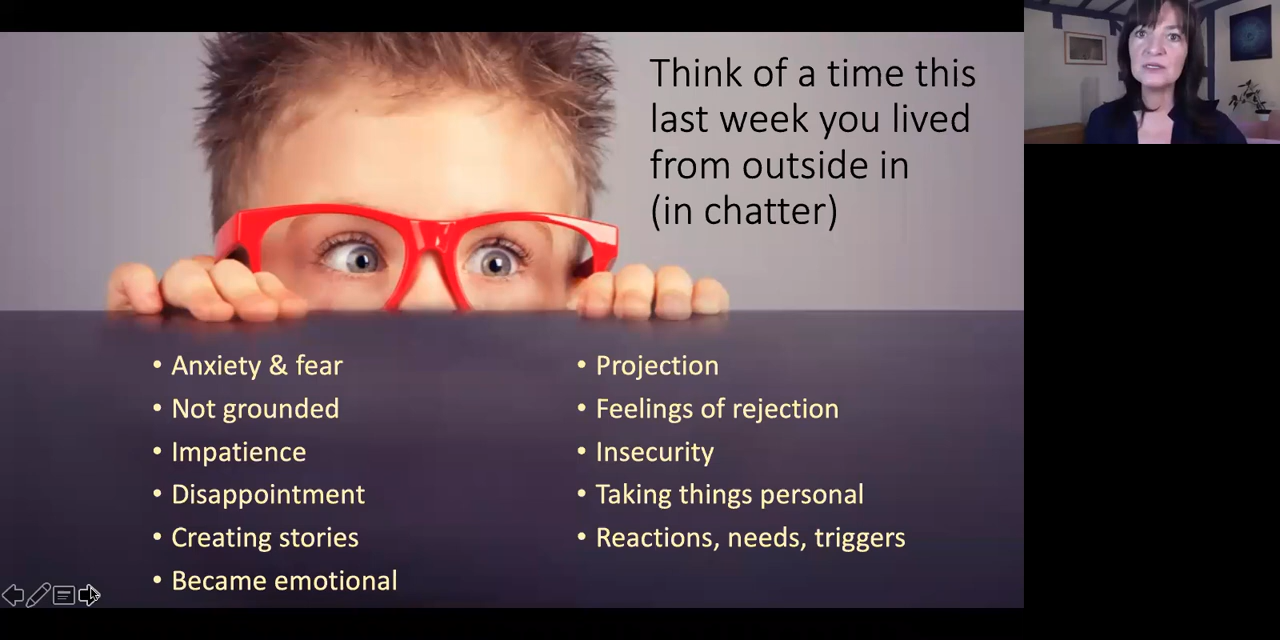 Think of a time this
last week you lived
from outside in
(in chatter)
• Anxiety & fear
• Not grounded
• Impatience
• Disappointment
• Creating stories
• Became emotional
• Projection
• Feelings of rejection
• Insecurity
• Taking things personal
• Reactions, needs, triggers